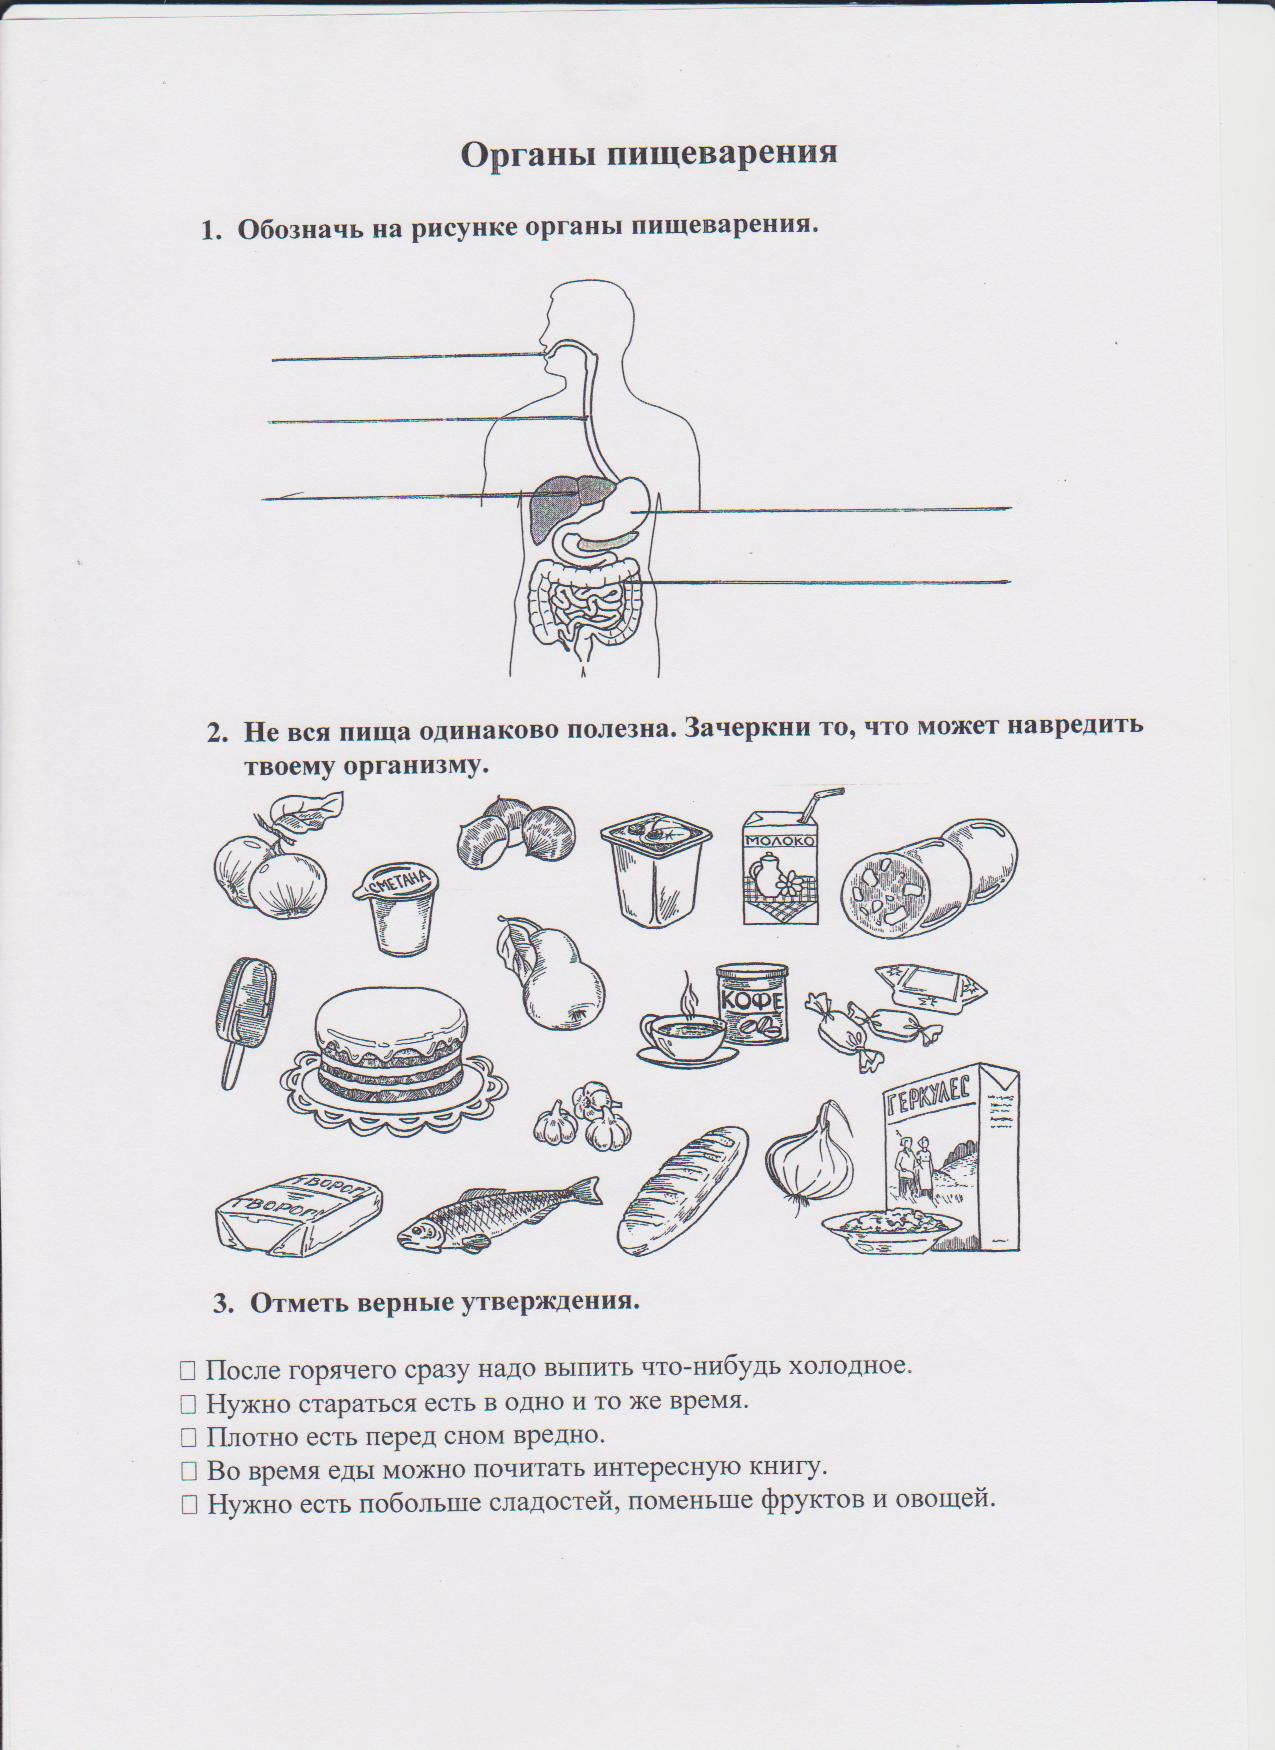 Органы пищеварения
1. Обозначь на рисунке органы пищеварения.
2. Не вся пища одинаково полезна. Зачеркни то, что может навредить
твоему организму.
МОЛОКО
СМЕТАНА
КОФЕ
ГЕРКУЛЕС
ТВОРОГ
ТВОРОГ
3. Отметь верные утверждения.
□ После горячего сразу надо выпить что-нибудь холодное.
□ Нужно стараться есть в одно и то же время.
□ Плотно есть перед сном вредно.
□ Во время еды можно почитать интересную книгу.
□ Нужно есть побольше сладостей, поменьше фруктов и овощей.